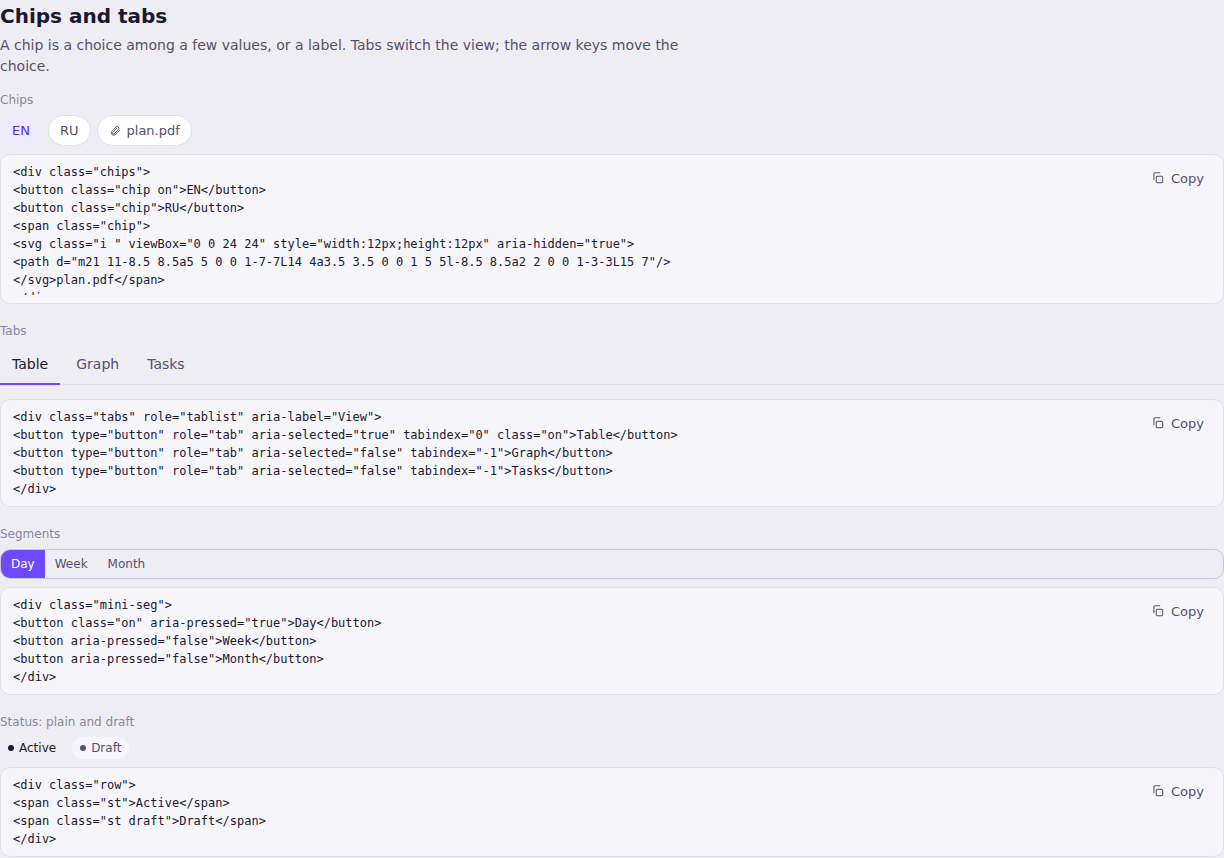 Chips and tabs
A chip is a choice among a few values, or a label. Tabs switch the view; the arrow keys move the
choice.
Chips
EN RU plan.pdf
<div class="chips">
Copy
<button class="chip on">EN</button>
<button class="chip">RU</button>
<span class="chip">
<svg class="i " viewBox="0 0 24 24" style="width:12px;height:12px" aria-hidden="true">
<path d="m21 11-8.5 8.5a5 5 0 0 1-7-7L14 4a3.5 3.5 0 0 1 5 5l-8.5 8.5a2 2 0 0 1-3-3L15 7"/>
</svg>plan.pdf</span>
Tabs
Table Graph Tasks
<div class="tabs" role="tablist" aria-label="View">
Copy
<button type="button" role="tab" aria-selected="true" tabindex="0" class="on">Table</button>
<button type="button" role="tab" aria-selected="false" tabindex="-1">Graph</button>
<button type="button" role="tab" aria-selected="false" tabindex="-1">Tasks</button>
</div>
Segments
Day Week Month
<div class="mini-seg">
Copy
<button class="on" aria-pressed="true">Day</button>
<button aria-pressed="false">Week</button>
<button aria-pressed="false">Month</button>
</div>
Status: plain and draft
Active Draft
<div class="row">
Copy
<span class="st">Active</span>
<span class="st draft">Draft</span>
</div>